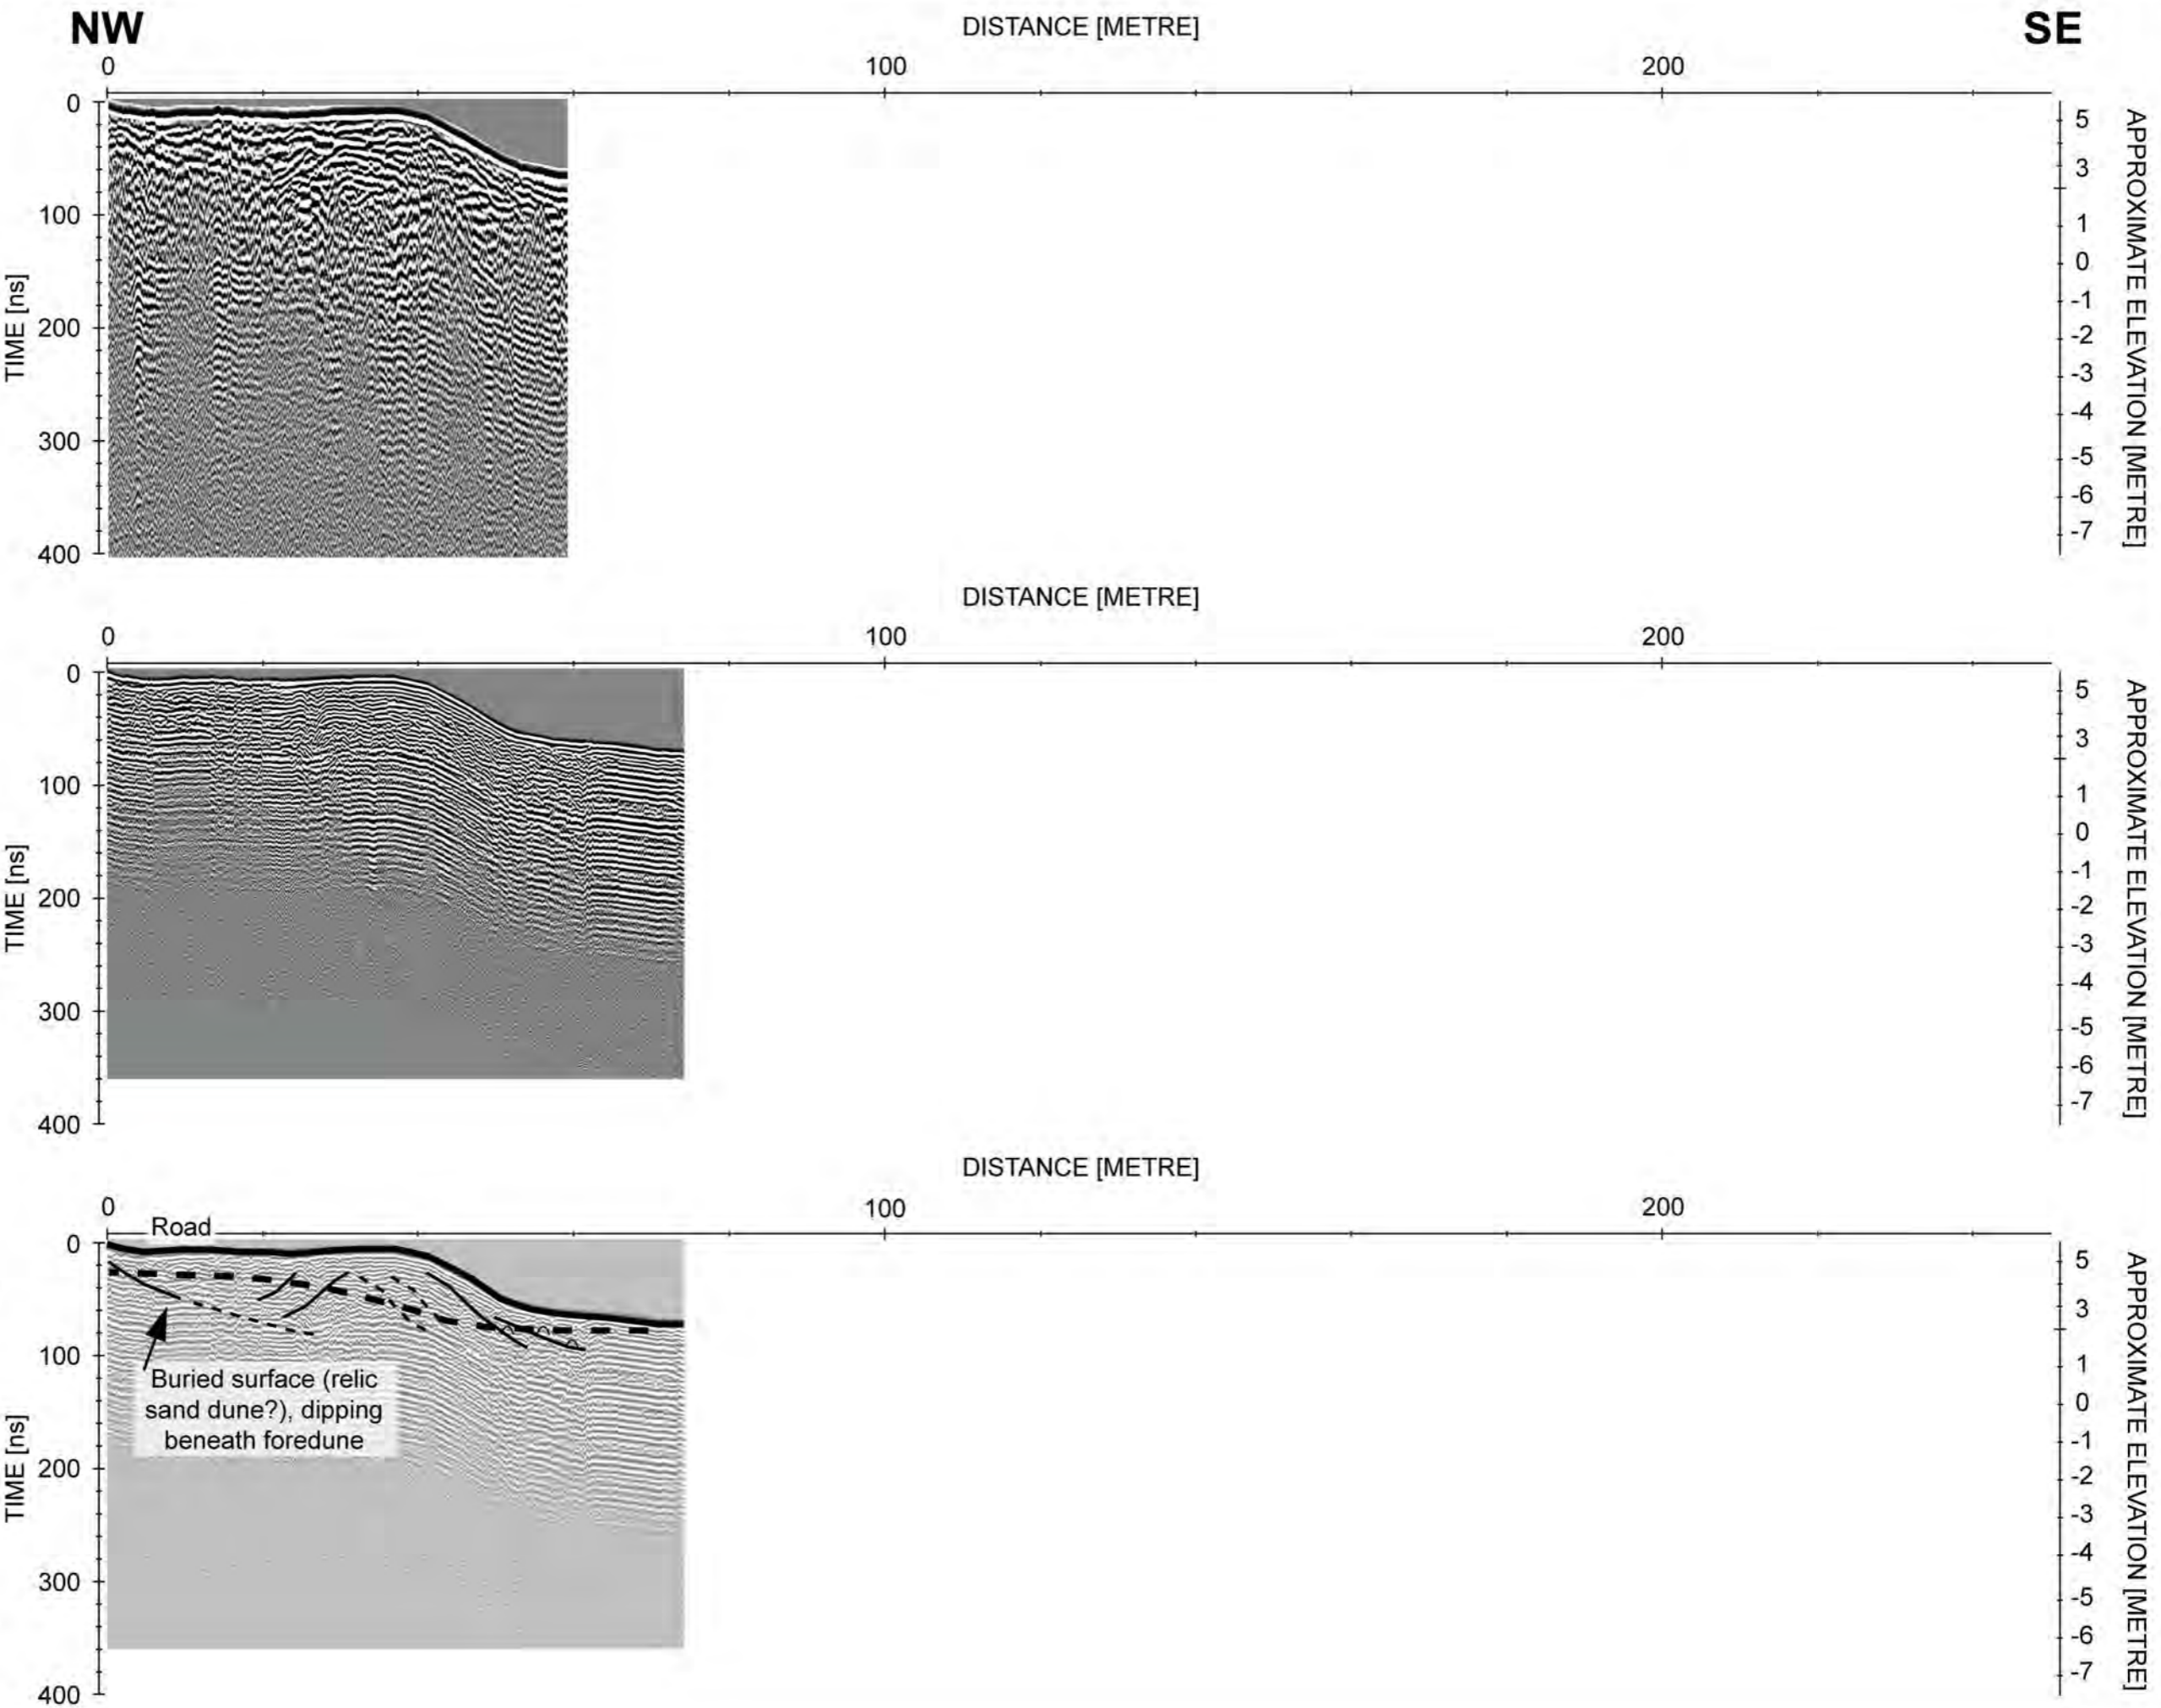 NW
DISTANCE [METRE]
SE
0 100 200
TIME [ns]
0
100
200
300
400
5
3
1
0
-1
-2
-3
-4
-5
-6
-7
APPROXIMATE ELEVATION [METRE]
DISTANCE [METRE]
0 100 200
TIME [ns]
0
100
200
300
400
5
3
1
0
-1
-2
-3
-4
-5
-6
-7
APPROXIMATE ELEVATION [METRE]
DISTANCE [METRE]
0 100 200
Road
TIME [ns]
0
100
200
300
400
Buried surface (relic
sand dune?), dipping
beneath foredune
5
3
1
0
-1
-2
-3
-4
-5
-6
-7
APPROXIMATE ELEVATION [METRE]